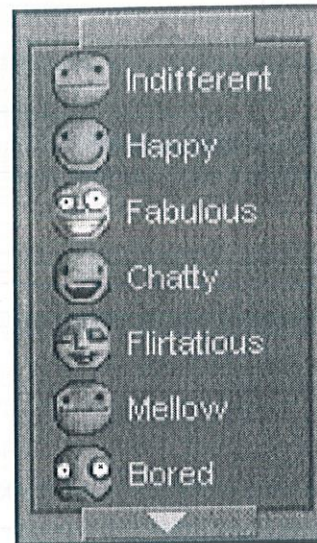 Indifferent
Happy
Fabulous
Chatty
Flirtatious
Mellow
Bored